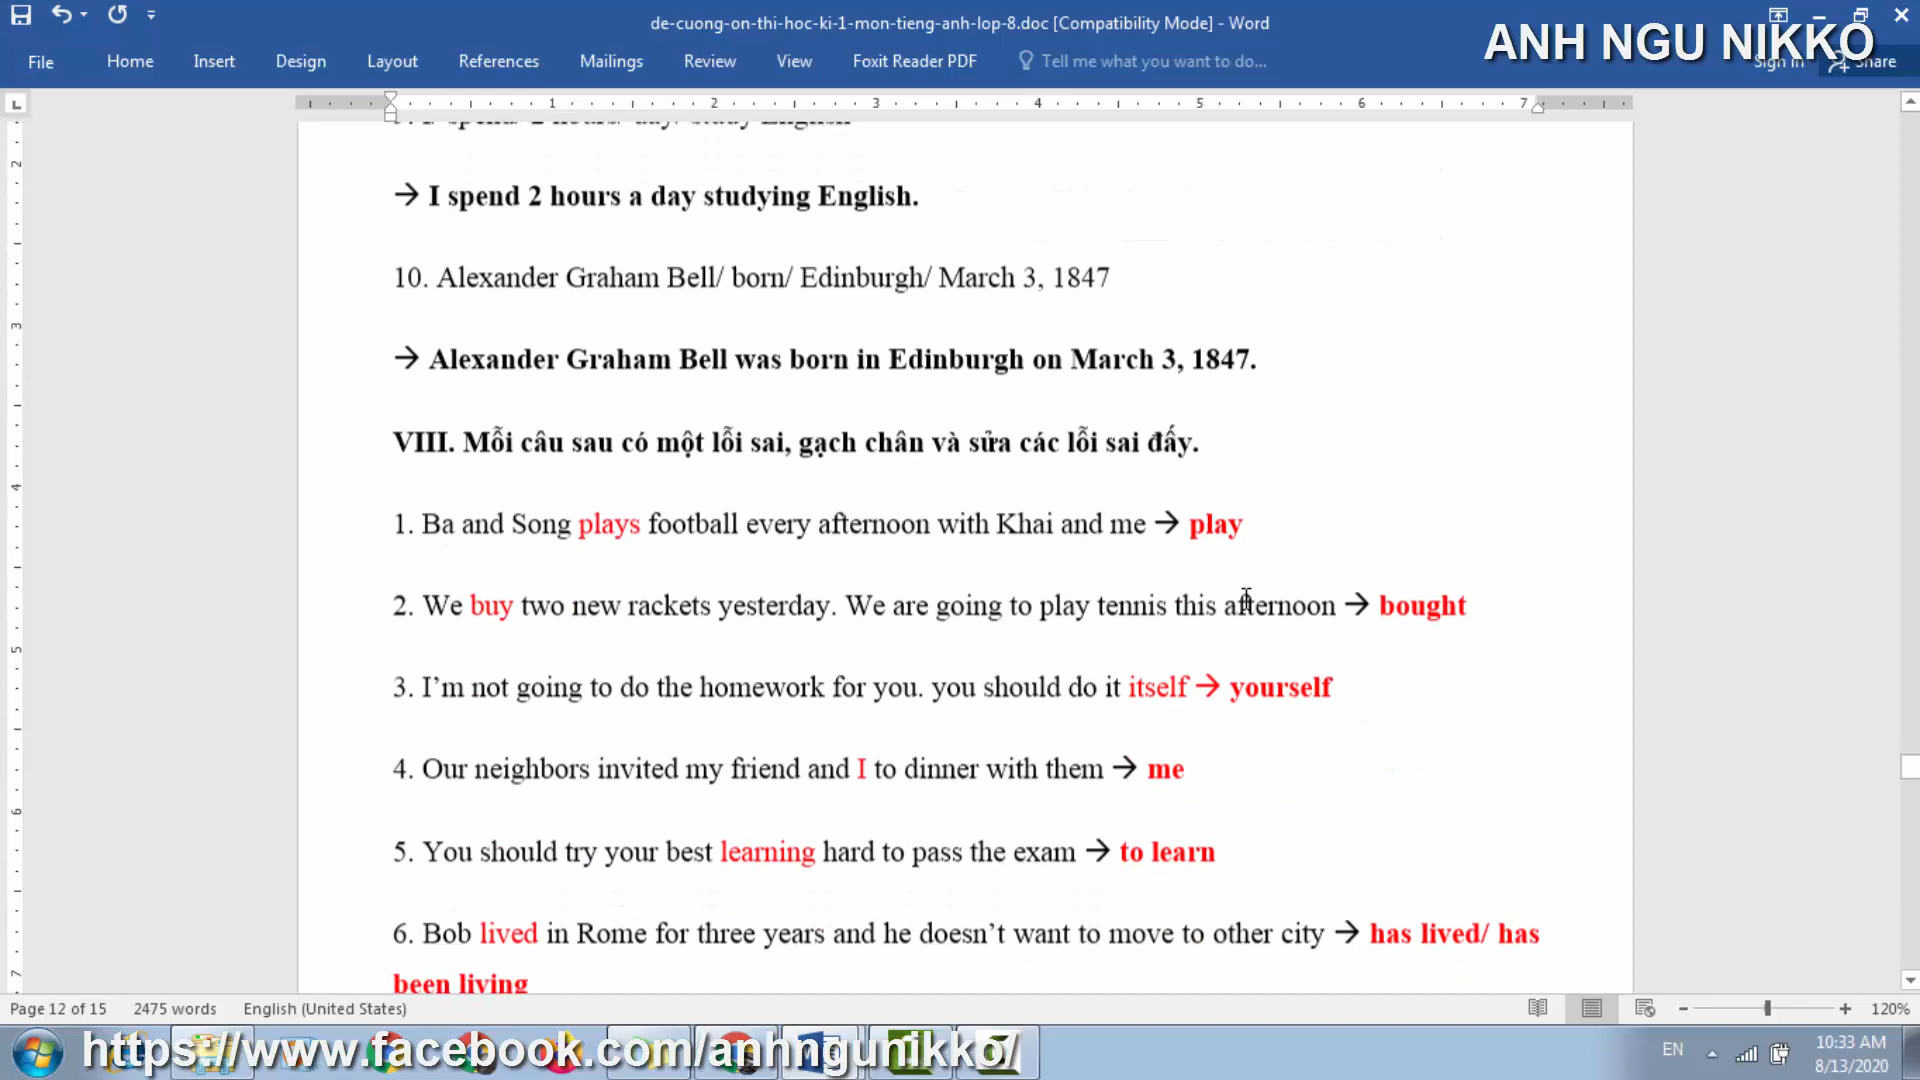 de-cuong-on-thi-hoc-ki-1-mon-tieng-anh-lop-8.doc [Compatibility Mode] - Word
ANH NGU NIKKO
File Home Insert Design Layout References Mailings Review View Foxit Reader PDF Tell me what you want to do... Sign in Share
1 2 3 4 5 6 7
→ I spend 2 hours a day studying English.
10. Alexander Graham Bell/ born/ Edinburgh/ March 3, 1847
→ Alexander Graham Bell was born in Edinburgh on March 3, 1847.
VIII. Mỗi câu sau có một lỗi sai, gạch chân và sửa các lỗi sai đấy.
1. Ba and Song plays football every afternoon with Khai and me → play
2. We buy two new rackets yesterday. We are going to play tennis this afternoon → bought
3. I’m not going to do the homework for you. you should do it itself → yourself
4. Our neighbors invited my friend and I to dinner with them → me
5. You should try your best learning hard to pass the exam → to learn
6. Bob lived in Rome for three years and he doesn’t want to move to other city → has lived/ has
been living
Page 12 of 15 2475 words English (United States) 120%
https://www.facebook.com/anhngunikko/
EN 10:33 AM
8/13/2020